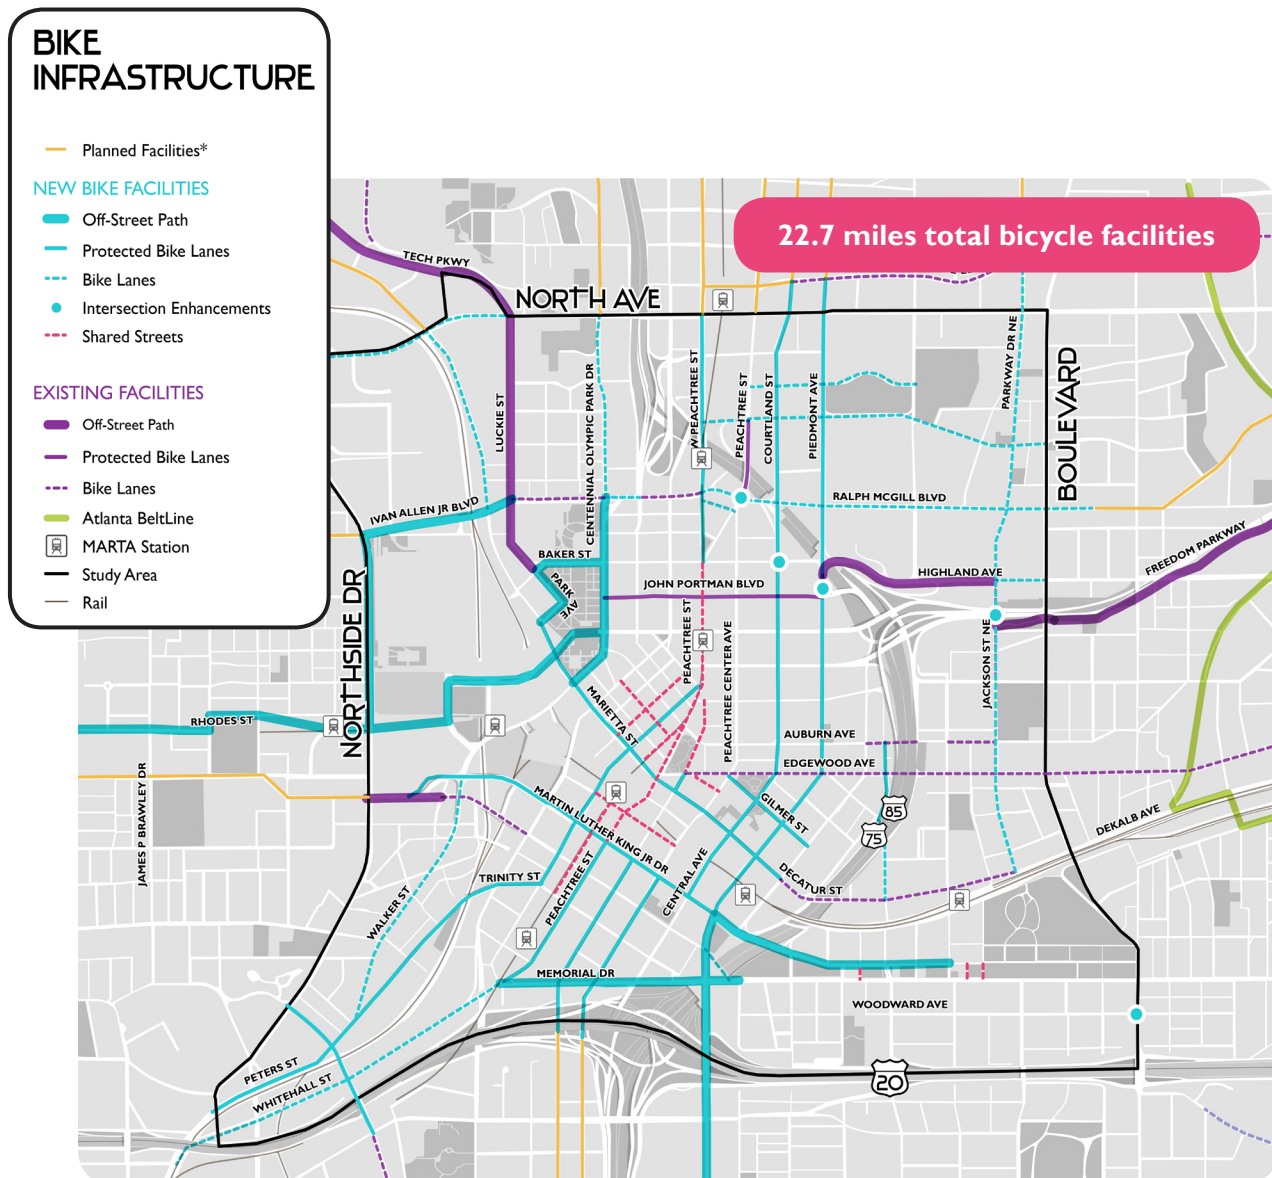 BIKE
INFRASTRUCTURE
Planned Facilities*
NEW BIKE FACILITIES
Off-Street Path
Protected Bike Lanes
Bike Lanes
Intersection Enhancements
Shared Streets
EXISTING FACILITIES
Off-Street Path
Protected Bike Lanes
Bike Lanes
Atlanta BeltLine
MARTA Station
Study Area
Rail
22.7 miles total bicycle facilities
TECH PKWY
NORTH AVE
PARKWAY DR NE
BOULEVARD
LUCKIE ST
CENTENNIAL OLYMPIC PARK DR
W PEACHTREE ST
PEACHTREE ST
COURTLAND ST
PIEDMONT AVE
IVAN ALLEN JR BLVD
RALPH MCGILL BLVD
BAKER ST
PARK AVE
JOHN PORTMAN BLVD
HIGHLAND AVE
FREEDOM PARKWAY
NORTHSIDE DR
PEACHTREE ST
PEACHTREE CENTER AVE
JACKSON ST NE
RHODES ST
MARIETTA ST
AUBURN AVE
EDGEWOOD AVE
JAMES P BRAWLEY DR
MARTIN LUTHER KING JR DR
GILMER ST
85
75
DEKALB AVE
TRINITY ST
PEACHTREE ST
CENTRAL AVE
DECATUR ST
WALKER ST
MEMORIAL DR
WOODWARD AVE
PETERS ST
WHITEHALL ST
20